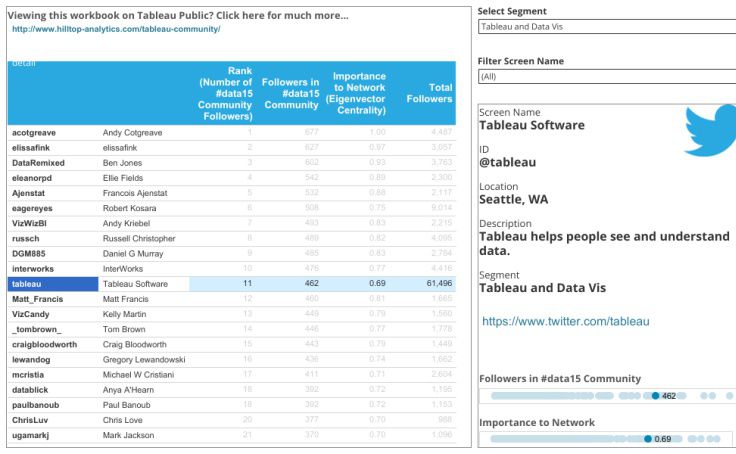 Viewing this workbook on Tableau Public? Click here for much more...
http://www.hilltop-analytics.com/tableau-community/
detail
Rank (Number of #data15 Community Followers) Followers in #data15 Community Importance to Network (Eigenvector Centrality) Total Followers
acotgreave Andy Cotgreave 1 677 1.00 4,487
elissafink elissafink 2 627 0.97 3,957
DataRemixed Ben Jones 3 602 0.93 3,763
eleanorpd Ellie Fields 4 542 0.89 2,300
Ajenstat Francois Ajenstat 5 532 0.88 2,117
eagereyes Robert Kosara 6 508 0.75 9,014
VizWizBI Andy Kriebel 7 493 0.83 2,215
russch Russell Christopher 8 489 0.82 4,095
DGM885 Daniel G Murray 9 485 0.83 2,784
interworks InterWorks 10 476 0.77 4,416
tableau Tableau Software 11 462 0.69 61,496
Matt_Francis Matt Francis 12 460 0.81 1,665
VizCandy Kelly Martin 13 449 0.79 1,560
_tombrown_ Tom Brown 14 446 0.77 1,778
craigbloodworth Craig Bloodworth 15 443 0.79 1,449
lewandog Gregory Lewandowski 16 436 0.74 1,662
mcristia Michael W Cristiani 17 411 0.71 2,604
datablick Anya A'Hearn 18 392 0.72 1,195
paulbanoub Paul Banoub 18 392 0.72 1,153
ChrisLuv Chris Love 20 377 0.70 988
ugamarkj Mark Jackson 21 370 0.70 1,096
Select Segment
Tableau and Data Vis
Filter Screen Name
(All)
Screen Name
Tableau Software
ID
@tableau
Location
Seattle, WA
Description
Tableau helps people see and understand
data.
Segment
Tableau and Data Vis
https://www.twitter.com/tableau
Followers in #data15 Community
462
Importance to Network
0.69